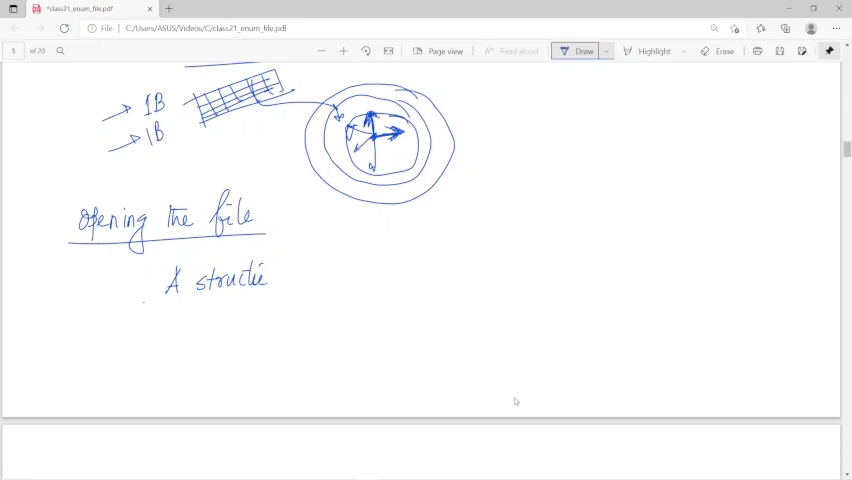 *class21_enum_file.pdf
File
C:/Users/ASUS/Videos/C/class21_enum_file.pdf
5 of 20
Page view
Read aloud
Draw
Highlight
Erase
1B
1B
opening the file
A structie